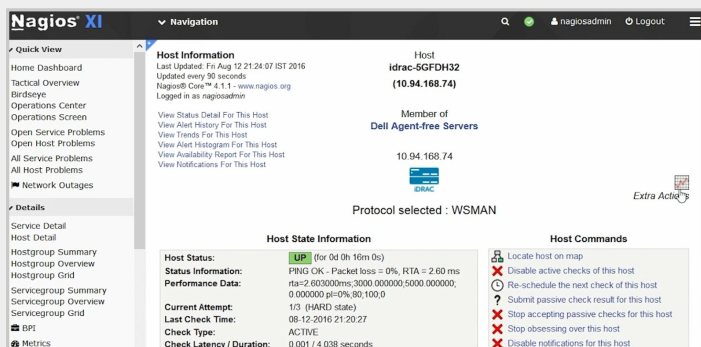 Nagios® XI
Navigation
nagiosadmin
Logout
Quick View
Home Dashboard
Tactical Overview
Birdseye
Operations Center
Operations Screen
Open Service Problems
Open Host Problems
All Service Problems
All Host Problems
Network Outages
Details
Service Detail
Host Detail
Hostgroup Summary
Hostgroup Overview
Hostgroup Grid
Servicegroup Summary
Servicegroup Overview
Servicegroup Grid
BPI
Metrics
Host Information
Last Updated: Fri Aug 12 21:24:07 IST 2016
Updated every 90 seconds
Nagios® Core™ 4.1.1 - www.nagios.org
Logged in as nagiosadmin
View Status Detail For This Host
View Alert History For This Host
View Trends For This Host
View Alert Histogram For This Host
View Availability Report For This Host
View Notifications For This Host
Host
idrac-5GFDH32
(10.94.168.74)
Member of
Dell Agent-free Servers
10.94.168.74
iDRAC
Extra Actions
Protocol selected : WSMAN
Host State Information
Host Status: UP (for 0d 0h 16m 0s)
Status Information: PING OK - Packet loss = 0%, RTA = 2.60 ms
Performance Data: rta=2.603000ms;3000.000000;5000.000000;
0.000000 pl=0%;80;100;0
Current Attempt: 1/3 (HARD state)
Last Check Time: 08-12-2016 21:20:27
Check Type: ACTIVE
Check Latency / Duration: 0.001 / 4.038 seconds
Host Commands
Locate host on map
Disable active checks of this host
Re-schedule the next check of this host
Submit passive check result for this host
Stop accepting passive checks for this host
Stop obsessing over this host
Disable notifications for this host